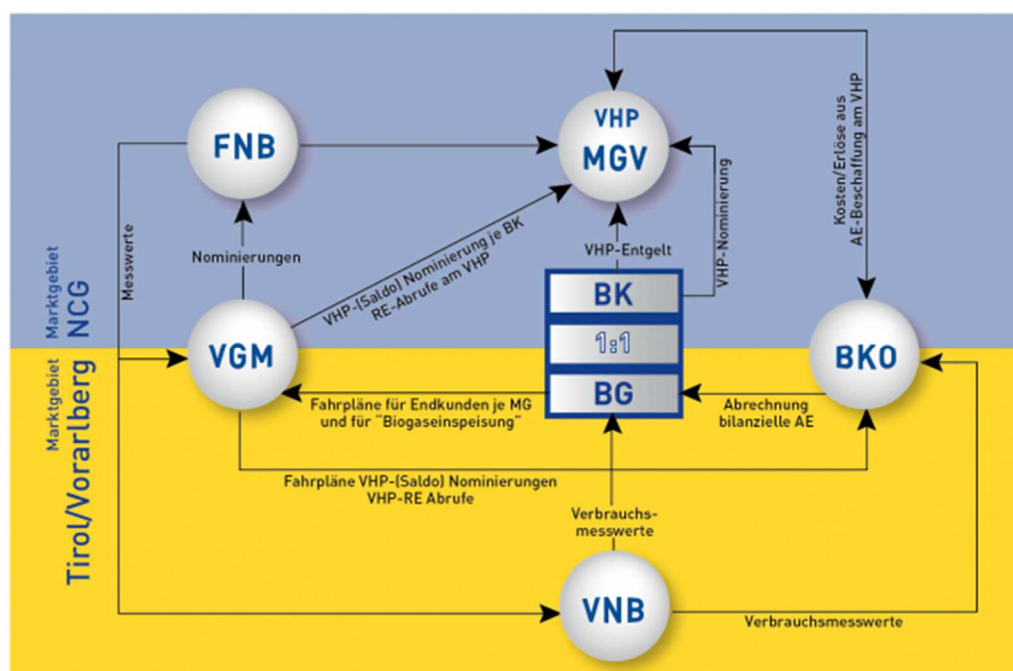 VHP
MGV
FNB
Kosten/Erlöse aus
AE-Beschaffung am VHP
VHP-Nominierung
Messwerte
Nominierungen
VHP-(Saldo) Nominierung je BK
RE-Abrufe am VHP
VHP-Entgelt
BK
1:1
BG
Marktgebiet
NCG
VGM
BKO
Marktgebiet
Tirol/Vorarlberg
Fahrpläne für Endkunden je MG
und für "Biogaseinspeisung"
Abrechnung
bilanzielle AE
Fahrpläne VHP-(Saldo) Nominierungen
VHP-RE Abrufe
Verbrauchs-
messwerte
VNB
Verbrauchsmesswerte